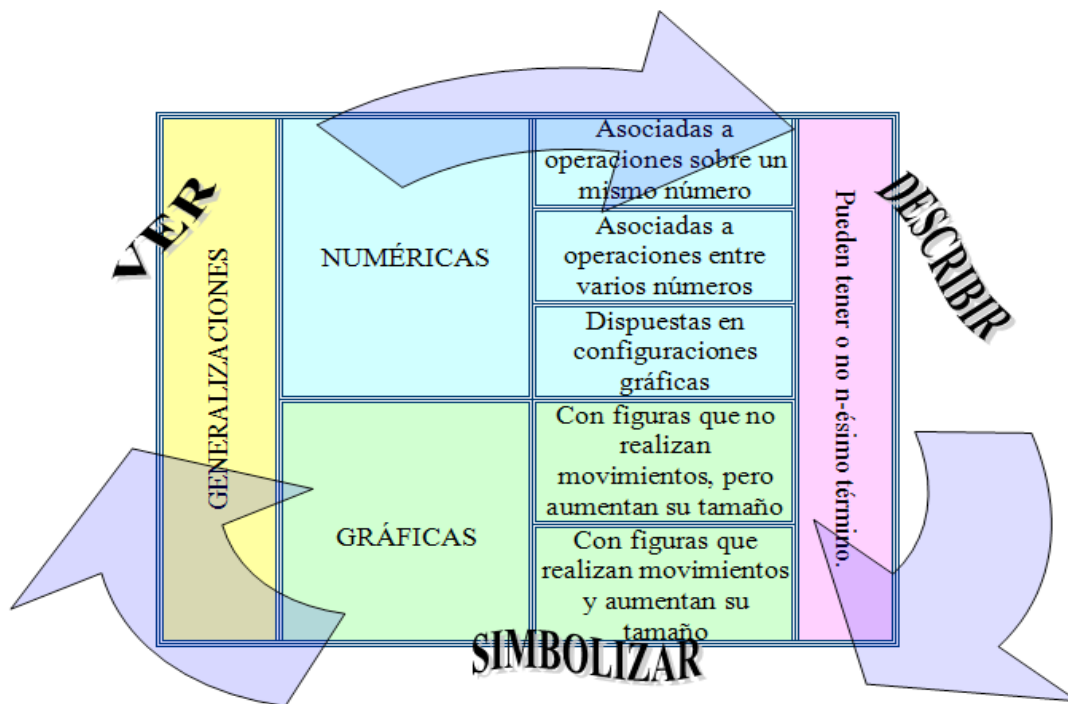 VER
GENERALIZACIONES
NUMÉRICAS
Asociadas a
operaciones sobre un
mismo número
Asociadas a
operaciones entre
varios números
Dispuestas en
configuraciones
gráficas
GRÁFICAS
Con figuras que no
realizan
movimientos, pero
aumentan su tamaño
Con figuras que
realizan movimientos
y aumentan su
tamaño
Pueden tener o no n-ésimo término.
DESCRIBIR
SIMBOLIZAR